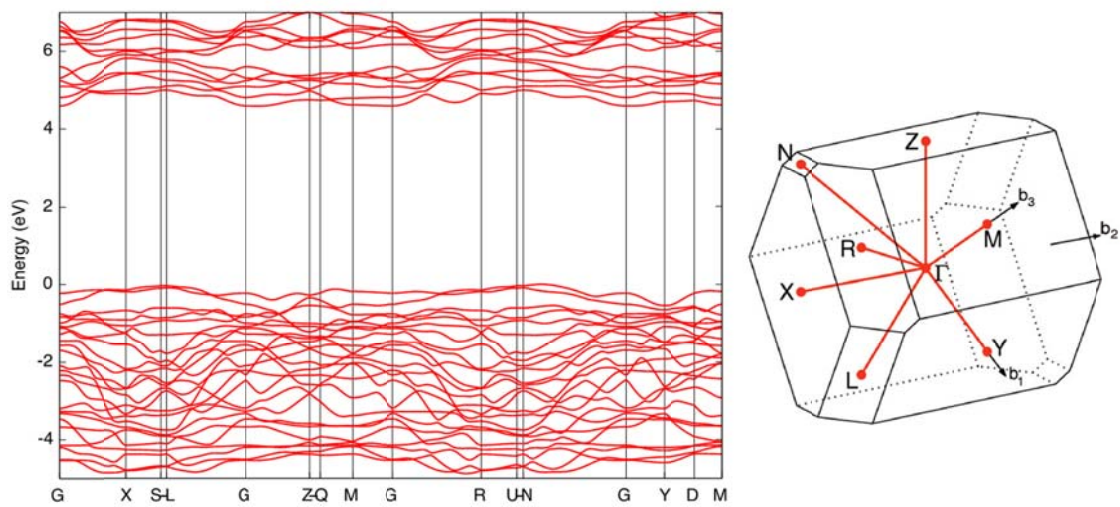 6
4
2
0
-2
-4
Energy (eV)
G X S-L G Z-Q M G R U-N G Y D M
N
Z
b3
M
b2
R
Γ
X
Y
b1
L